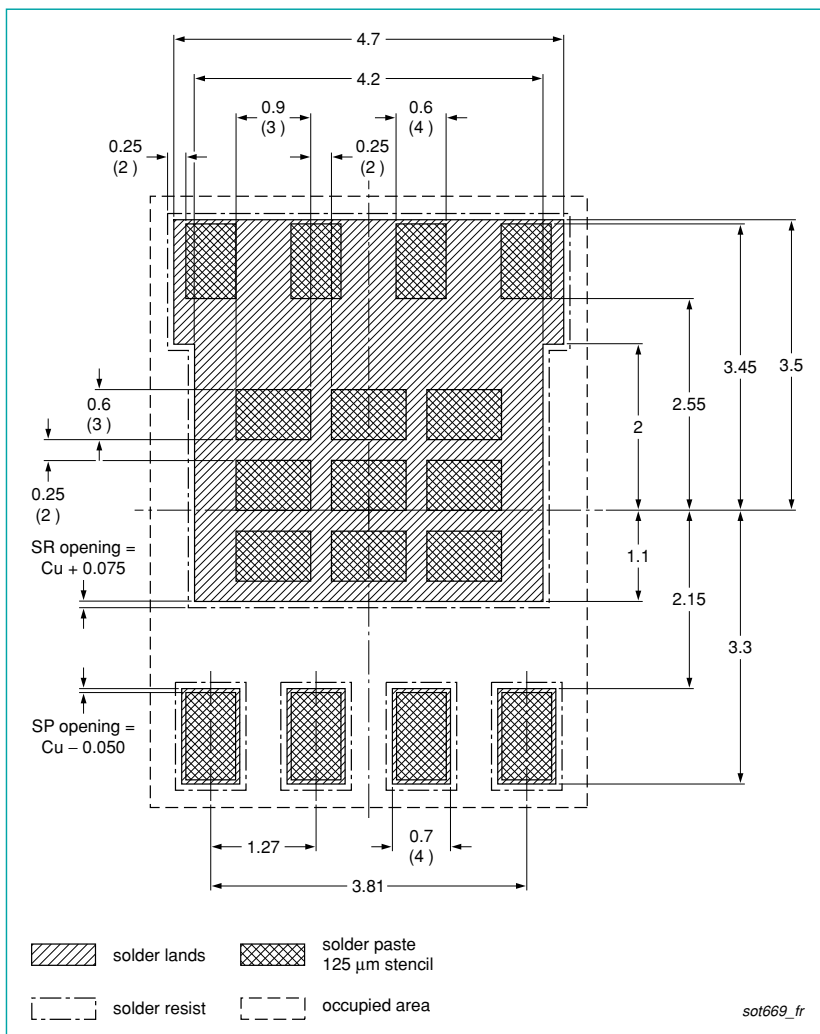 4.7
4.2
0.9
(3 )
0.6
(4 )
0.25
(2 )
0.25
(2 )
3.45
3.5
2.55
2
0.6
(3 )
0.25
(2 )
SR opening =
Cu + 0.075
1.1
2.15
3.3
SP opening =
Cu – 0.050
1.27
0.7
(4 )
3.81
solder lands
solder paste
125 µm stencil
solder resist
occupied area
sot669_fr